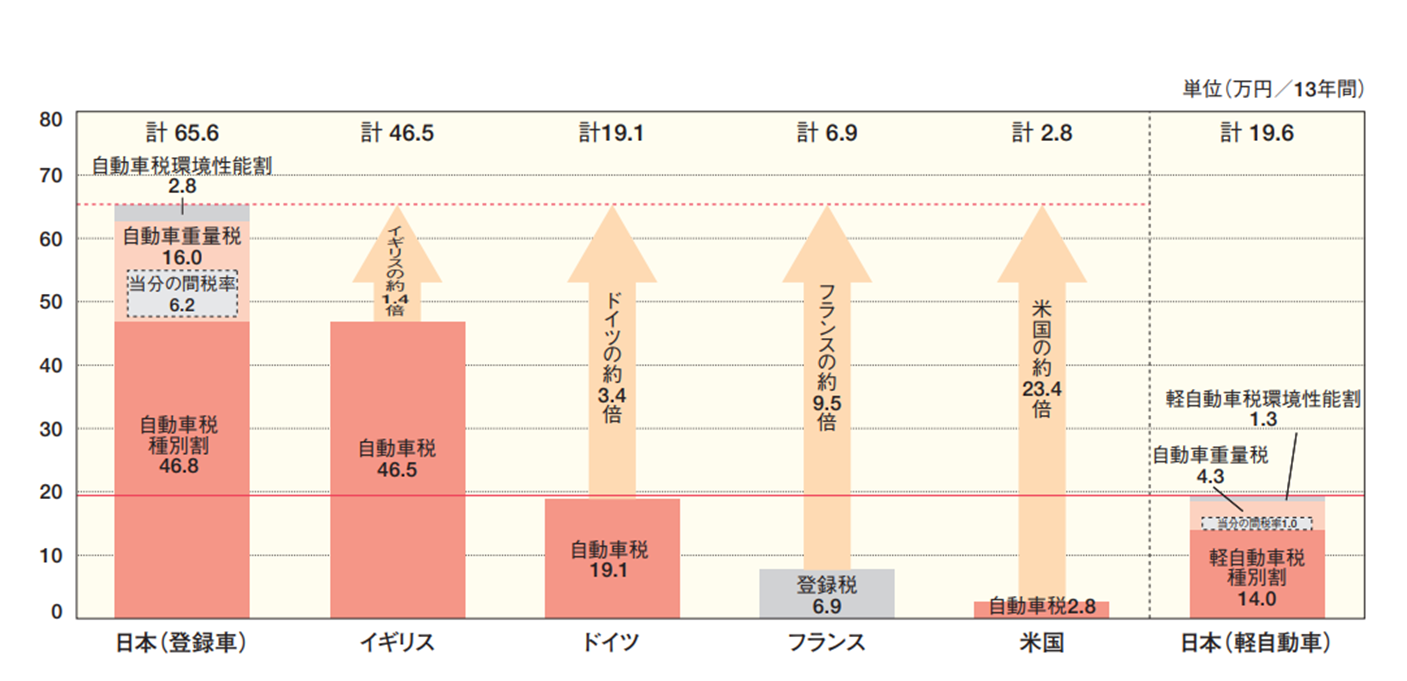 単位(万円／13年間)
80
70
60
50
40
30
20
10
0
計 65.6
計 46.5
計19.1
計 6.9
計 2.8
計 19.6
自動車税環境性能割
2.8
自動車重量税
16.0
当分の間税率
6.2
自動車税
種別割
46.8
イギリスの約
1.4
倍
自動車税
46.5
ドイツの約
3.4
倍
自動車税
19.1
フランスの約
9.5
倍
登録税
6.9
米国の約
23.4
倍
自動車税2.8
軽自動車税環境性能割
1.3
自動車重量税
4.3
当分の間税率1.0
軽自動車税
種別割
14.0
日本(登録車)
イギリス
ドイツ
フランス
米国
日本(軽自動車)